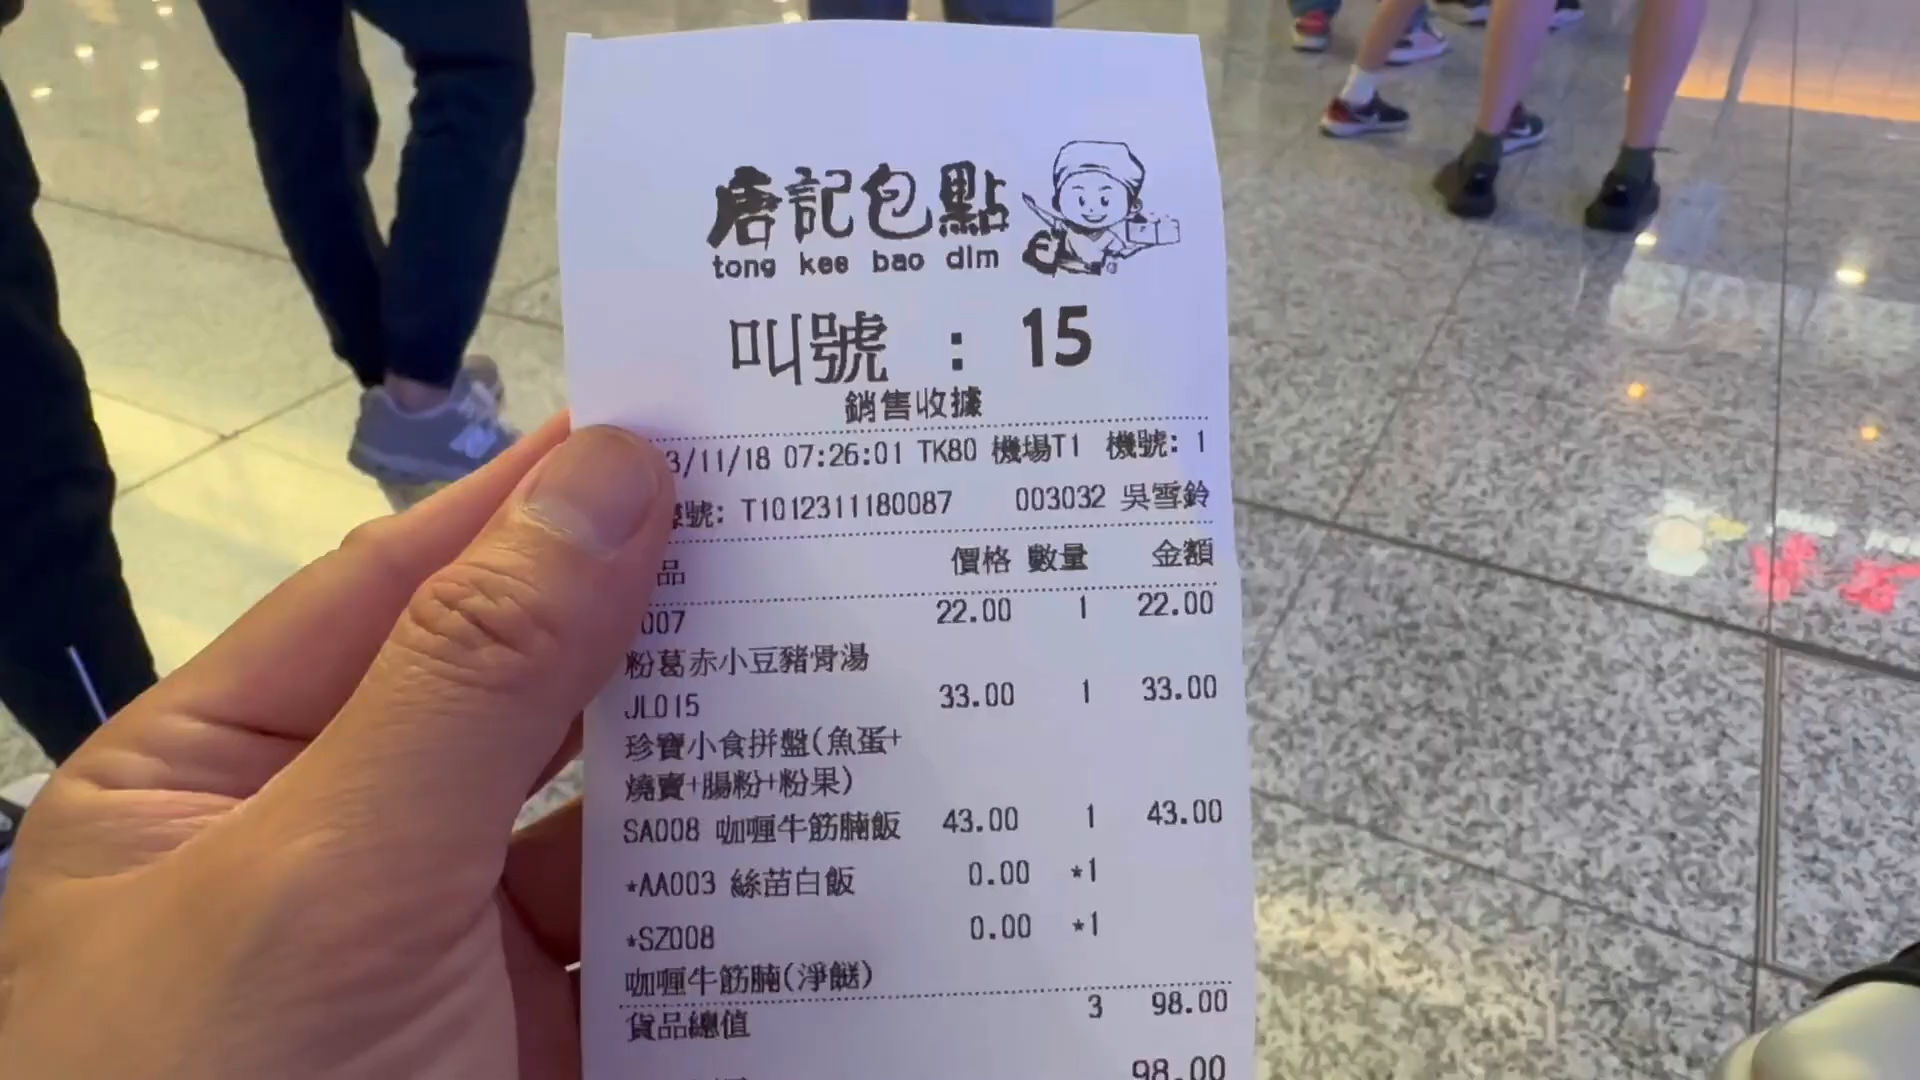 唐記包點
tong kee bao dim
叫號 : 15
銷售收據
3/11/18 07:26:01 TK80 機場T1 機號: 1
號: T1012311180087 003032 吳雪鈴
品 價格 數量 金額
007 22.00 1 22.00
粉葛赤小豆豬骨湯
JL015 33.00 1 33.00
珍寶小食拼盤(魚蛋+
燒賣+腸粉+粉果)
SA008 咖喱牛筋腩飯 43.00 1 43.00
*AA003 絲苗白飯 0.00 *1
*SZ008 0.00 *1
咖喱牛筋腩(淨餸)
貨品總值 3 98.00
98.00